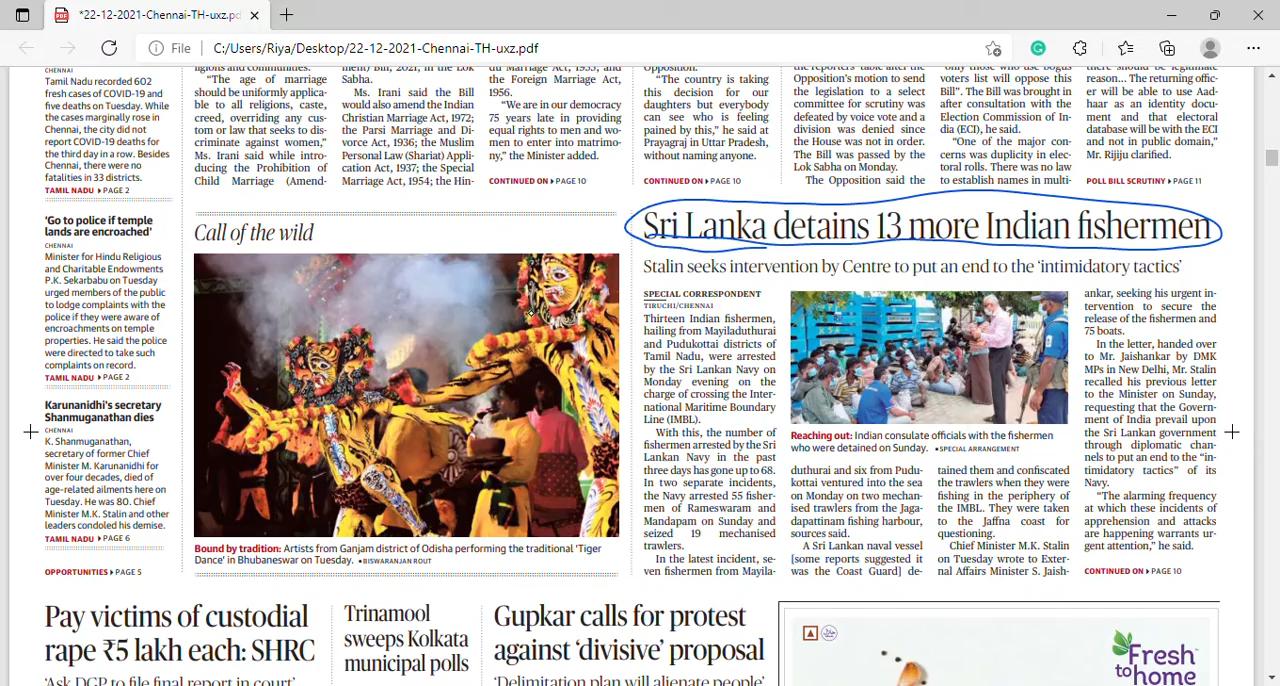 *22-12-2021-Chennai-TH-uxz.pdf
File
C:/Users/Riya/Desktop/22-12-2021-Chennai-TH-uxz.pdf
CHENNAI
Tamil Nadu recorded 602
fresh cases of COVID-19 and
five deaths on Tuesday. While
the cases marginally rose in
Chennai, the city did not
report COVID-19 deaths for
the third day in a row. Besides
Chennai, there were no
fatalities in 33 districts.
TAMIL NADU PAGE 2
'Go to police if temple
lands are encroached'
CHENNAI
Minister for Hindu Religious
and Charitable Endowments
P.K. Sekarbabu on Tuesday
urged members of the public
to lodge complaints with the
police if they were aware of
encroachments on temple
properties. He said the police
were directed to take such
complaints on record.
TAMIL NADU PAGE 2
Karunanidhi's secretary
Shanmuganathan dies
CHENNAI
K. Shanmuganathan,
secretary of former Chief
Minister M. Karunanidhi for
over four decades, died of
age-related ailments here on
Tuesday. He was 80. Chief
Minister M.K. Stalin and other
leaders condoled his demise.
TAMIL NADU PAGE 6
OPPORTUNITIES PAGE 5
ligions and communities.
"The age of marriage
should be uniformly applica-
ble to all religions, caste,
creed, overriding any cus-
tom or law that seeks to dis-
criminate against women,"
Ms. Irani said while intro-
ducing the Prohibition of
Child Marriage (Amend-
ment) Bill, 2021, in the Lok
Sabha.
Ms. Irani said the Bill
would also amend the Indian
Christian Marriage Act, 1872;
the Parsi Marriage and Di-
vorce Act, 1936; the Muslim
Personal Law (Shariat) Appli-
cation Act, 1937; the Special
Marriage Act, 1954; the Hin-
du Marriage Act, 1955; and
the Foreign Marriage Act,
1956.
"We are in our democracy
75 years late in providing
equal rights to men and wo-
men to enter into matrimo-
ny," the Minister added.
CONTINUED ON PAGE 10
Opposition.
"The country is taking
this decision for our
daughters but everybody
can see who is feeling
pained by this," he said at
Prayagraj in Uttar Pradesh,
without naming anyone.
CONTINUED ON PAGE 10
the reporters' table after the
Opposition's motion to send
the legislation to a select
committee for scrutiny was
defeated by voice vote and a
division was denied since
the House was not in order.
The Bill was passed by the
Lok Sabha on Monday.
The Opposition said the
only those who use bogus
voters list will oppose this
Bill". The Bill was brought in
after consultation with the
Election Commission of In-
dia (ECI), he said.
"One of the major con-
cerns was duplicity in elec-
toral rolls. There was no law
to establish names in multi-
there should be legitimate
reason... The returning offic-
er will be able to use Aad-
haar as an identity docu-
ment and that electoral
database will be with the ECI
and not in public domain,"
Mr. Rijiju clarified.
POLL BILL SCRUTINY PAGE 11
Call of the wild
Bound by tradition: Artists from Ganjam district of Odisha performing the traditional 'Tiger
Dance' in Bhubaneswar on Tuesday. •BISWARANJAN ROUT
Sri Lanka detains 13 more Indian fishermen
Stalin seeks intervention by Centre to put an end to the 'intimidatory tactics'
SPECIAL CORRESPONDENT
TIRUCHI/CHENNAI
Thirteen Indian fishermen,
hailing from Mayiladuthurai
and Pudukottai districts of
Tamil Nadu, were arrested
by the Sri Lankan Navy on
Monday evening on the
charge of crossing the Inter-
national Maritime Boundary
Line (IMBL).
With this, the number of
fishermen arrested by the Sri
Lankan Navy in the past
three days has gone up to 68.
In two separate incidents,
the Navy arrested 55 fisher-
men of Rameswaram and
Mandapam on Sunday and
seized 19 mechanised
trawlers.
In the latest incident, se-
ven fishermen from Mayila-
Reaching out: Indian consulate officials with the fishermen
who were detained on Sunday. •SPECIAL ARRANGEMENT
duthurai and six from Pudu-
kottai ventured into the sea
on Monday on two mechan-
ised trawlers from the Jaga-
dapattinam fishing harbour,
sources said.
A Sri Lankan naval vessel
[some reports suggested it
was the Coast Guard] de-
tained them and confiscated
the trawlers when they were
fishing in the periphery of
the IMBL. They were taken
to the Jaffna coast for
questioning.
Chief Minister M.K. Stalin
on Tuesday wrote to Exter-
nal Affairs Minister S. Jaish-
ankar, seeking his urgent in-
tervention to secure the
release of the fishermen and
75 boats.
In the letter, handed over
to Mr. Jaishankar by DMK
MPs in New Delhi, Mr. Stalin
recalled his previous letter
to the Minister on Sunday,
requesting that the Govern-
ment of India prevail upon
the Sri Lankan government
through diplomatic chan-
nels to put an end to the "in-
timidatory tactics" of its
Navy.
"The alarming frequency
at which these incidents of
apprehension and attacks
are happening warrants ur-
gent attention," he said.
CONTINUED ON PAGE 10
Pay victims of custodial
rape ₹5 lakh each: SHRC
'Ask DGP to file final report in court'
Trinamool
sweeps Kolkata
municipal polls
Gupkar calls for protest
against 'divisive' proposal
'Delimitation plan will alienate people'
Fresh
to home